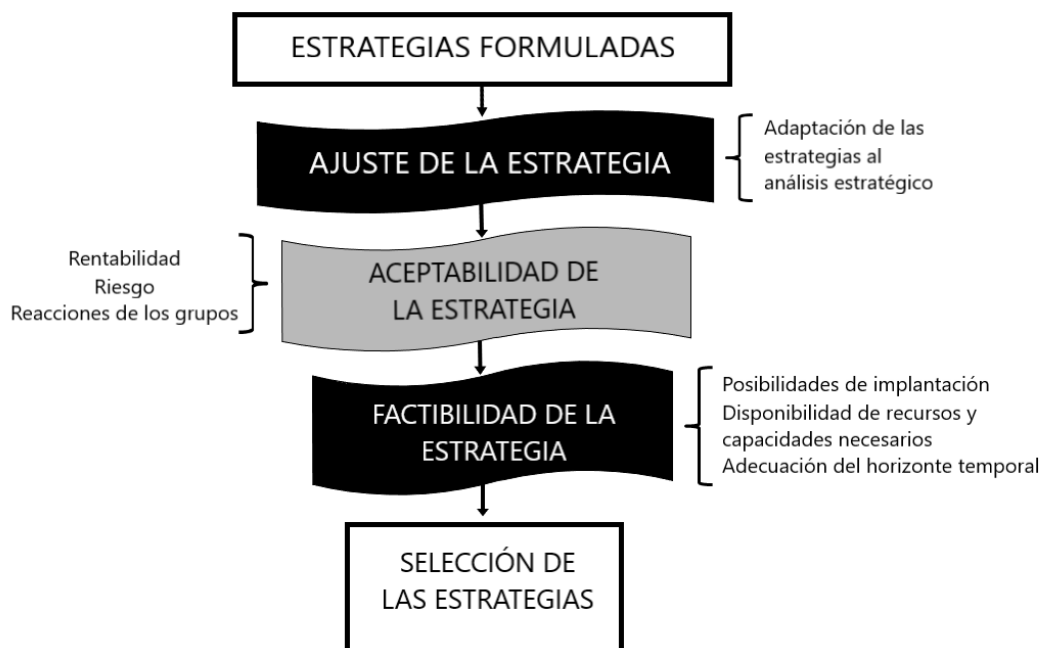 ESTRATEGIAS FORMULADAS
AJUSTE DE LA ESTRATEGIA
Adaptación de las
estrategias al
análisis estratégico
Rentabilidad
Riesgo
Reacciones de los grupos
ACEPTABILIDAD DE
LA ESTRATEGIA
FACTIBILIDAD DE LA
ESTRATEGIA
Posibilidades de implantación
Disponibilidad de recursos y
capacidades necesarios
Adecuación del horizonte temporal
SELECCIÓN DE
LAS ESTRATEGIAS